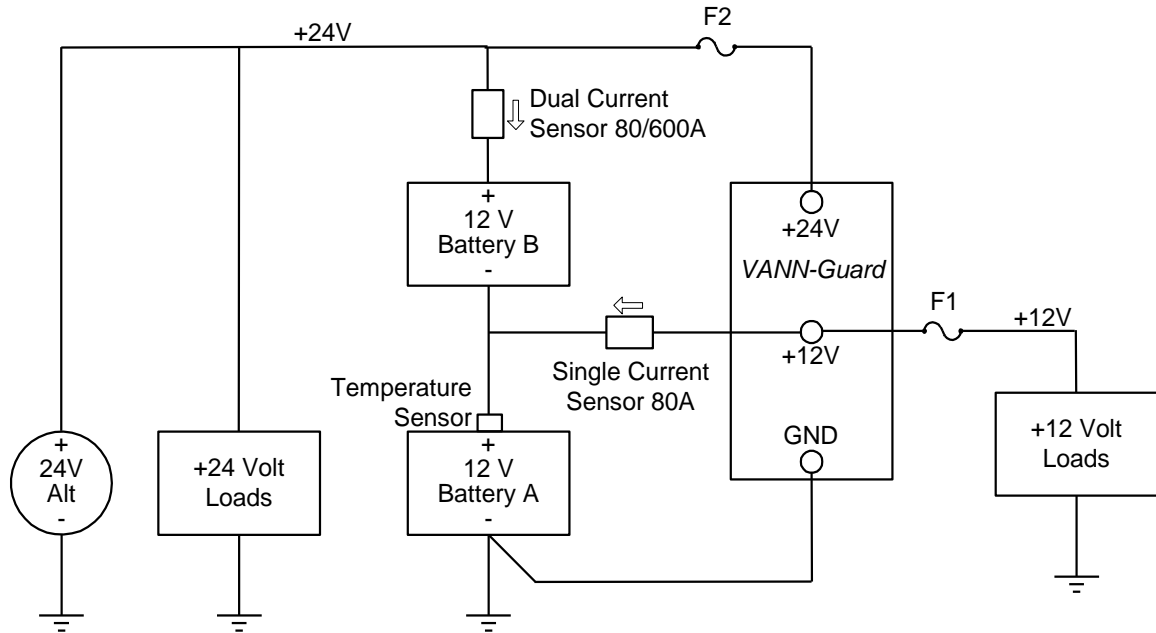 F2
+24V
Dual Current
Sensor 80/600A
+
12 V
Battery B
-
+24V
VANN-Guard
F1
+12V
+12V
Single Current
Sensor 80A
Temperature
Sensor
GND
+
24V
Alt
-
+24 Volt
Loads
+
12 V
Battery A
-
+12 Volt
Loads